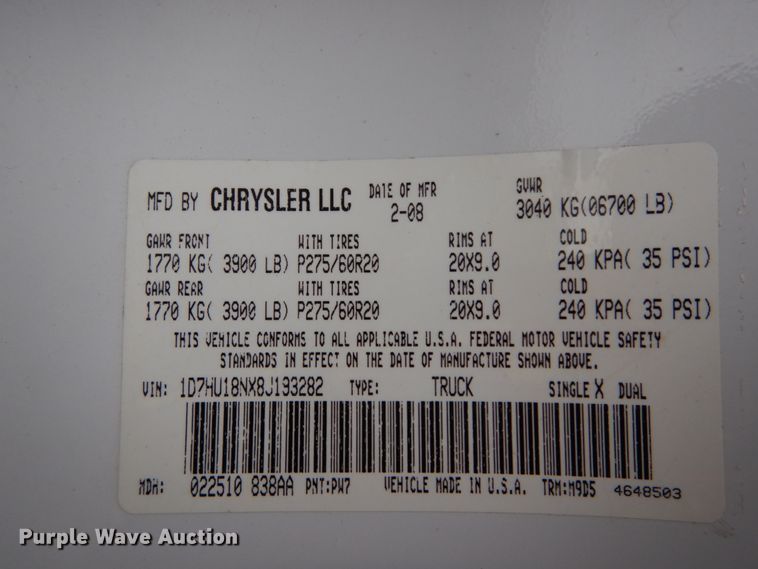 MFD BY CHRYSLER LLC DATE OF MFR 2-08 GVWR 3040 KG(06700 LB)
GAWR FRONT WITH TIRES RIMS AT COLD
1770 KG( 3900 LB) P275/60R20 20X9.0 240 KPA( 35 PSI)
GAWR REAR WITH TIRES RIMS AT COLD
1770 KG( 3900 LB) P275/60R20 20X9.0 240 KPA( 35 PSI)
THIS VEHICLE CONFORMS TO ALL APPLICABLE U.S.A. FEDERAL MOTOR VEHICLE SAFETY
STANDARDS IN EFFECT ON THE DATE OF MANUFACTURE SHOWN ABOVE.
VIN: 1D7HU18NX8J193282 TYPE: TRUCK SINGLE X DUAL
MDH: 022510 838AA PNT:PW7 VEHICLE MADE IN U.S.A. TRM:M9D5 4648503
Purple Wave Auction